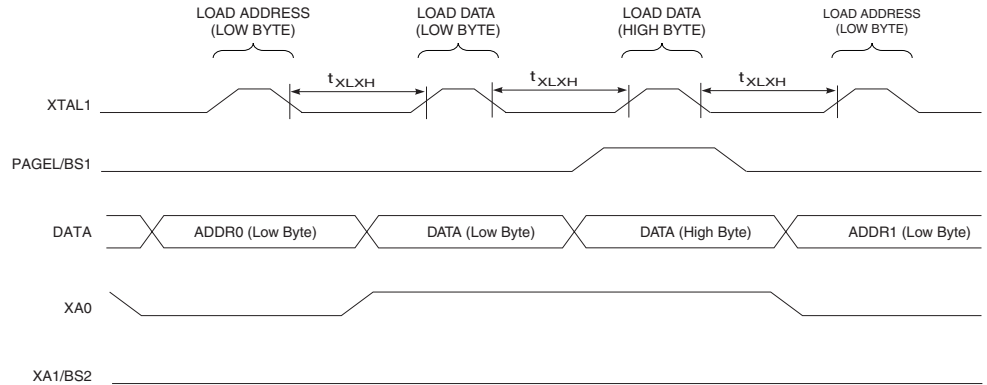 LOAD ADDRESS
(LOW BYTE)
LOAD DATA
(LOW BYTE)
LOAD DATA
(HIGH BYTE)
LOAD ADDRESS
(LOW BYTE)
tXLXH
tXLXH
tXLXH
XTAL1
PAGEL/BS1
DATA
ADDR0 (Low Byte)
DATA (Low Byte)
DATA (High Byte)
ADDR1 (Low Byte)
XA0
XA1/BS2